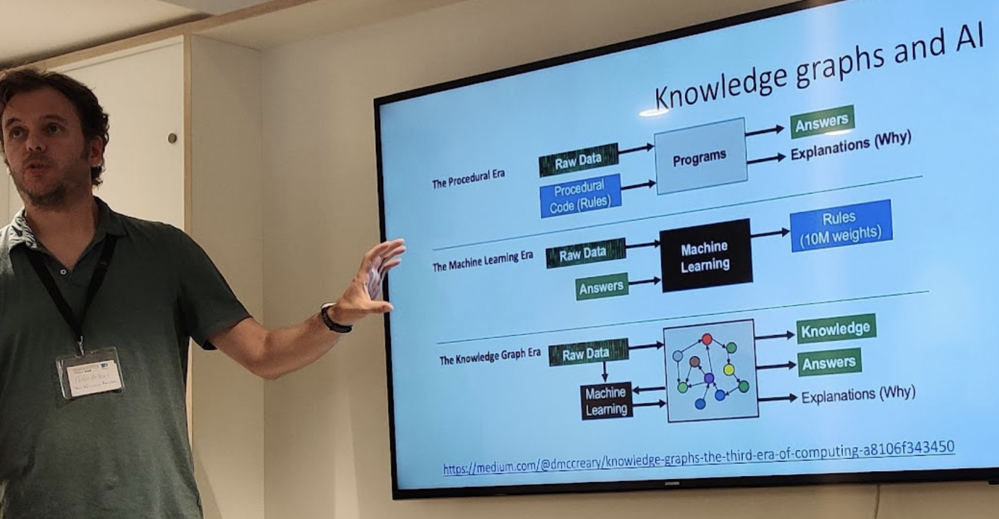 Knowledge graphs and AI
The Procedural Era
Raw Data
Procedural
Code (Rules)
Programs
Answers
Explanations (Why)
The Machine Learning Era
Raw Data
Answers
Machine
Learning
Rules
(10M weights)
The Knowledge Graph Era
Raw Data
Machine
Learning
Knowledge
Answers
Explanations (Why)
https://medium.com/@dmccreary/knowledge-graphs-the-third-era-of-computing-a8106f343450